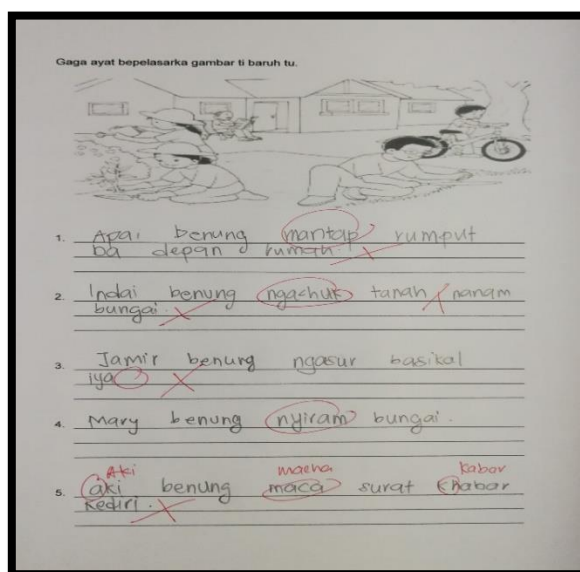 Gaga ayat bepelasarka gambar ti baruh tu.
1. Apai benung mantap rumput
ba depan rumah.
2. Indai benung ngachuk tanah nanam
bungai.
3. Jamir benung ngasur basikal
iya
4. Mary benung nyiram bungai.
Aki macha kabar
5. aki benung maca surat khabar
kediri.